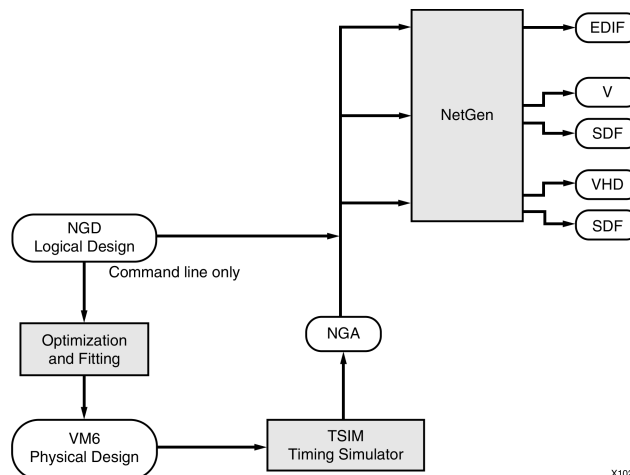 EDIF
V
NetGen
SDF
VHD
SDF
NGD
Logical Design
Command line only
NGA
Optimization
and Fitting
VM6
Physical Design
TSIM
Timing Simulator